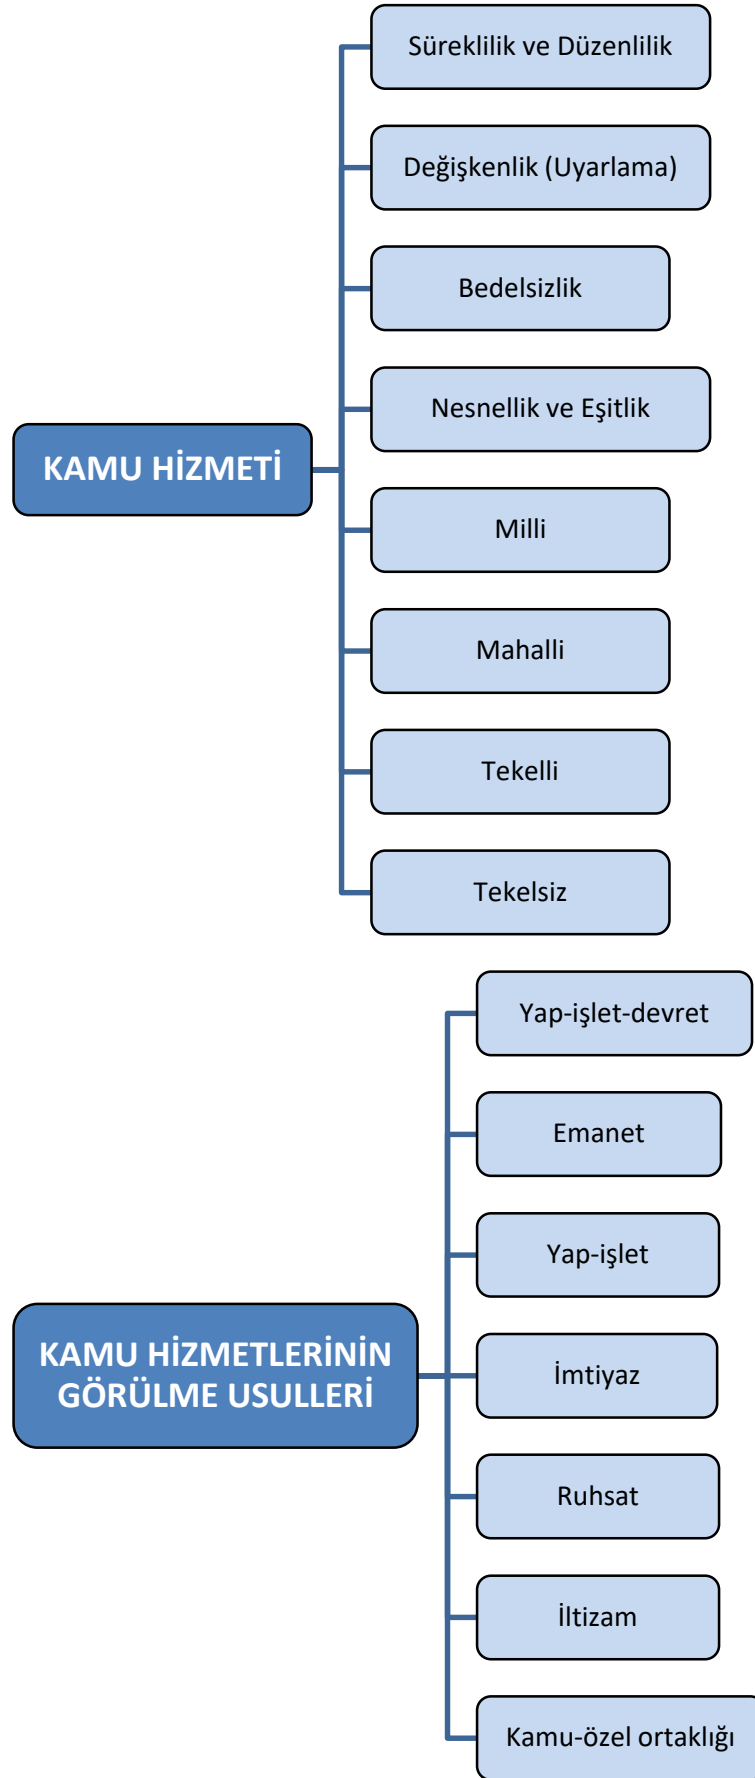 Süreklilik ve Düzenlilik
Değişkenlik (Uyarlama)
Bedelsizlik
Nesnellik ve Eşitlik
KAMU HİZMETİ
Milli
Mahalli
Tekelli
Tekelsiz
Yap-işlet-devret
Emanet
Yap-işlet
KAMU HİZMETLERİNİN
GÖRÜLME USULLERİ
İmtiyaz
Ruhsat
İltizam
Kamu-özel ortaklığı